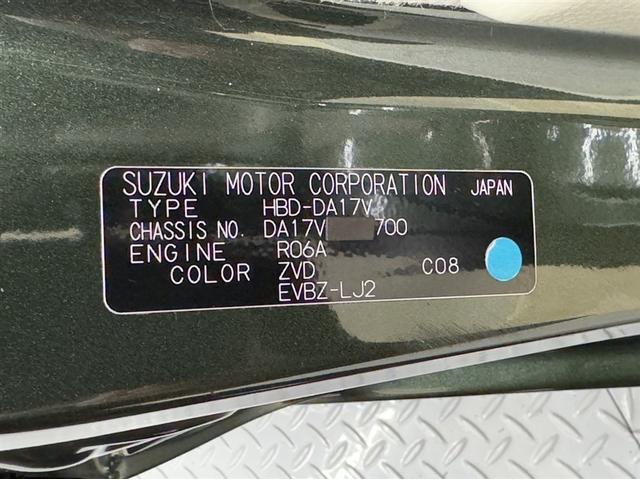 SUZUKI MOTOR CORPORATION JAPAN
TYPE HBD-DA17V
CHASSIS NO. DA17V 700
ENGINE R06A
COLOR ZVD C08
EVBZ-LJ2